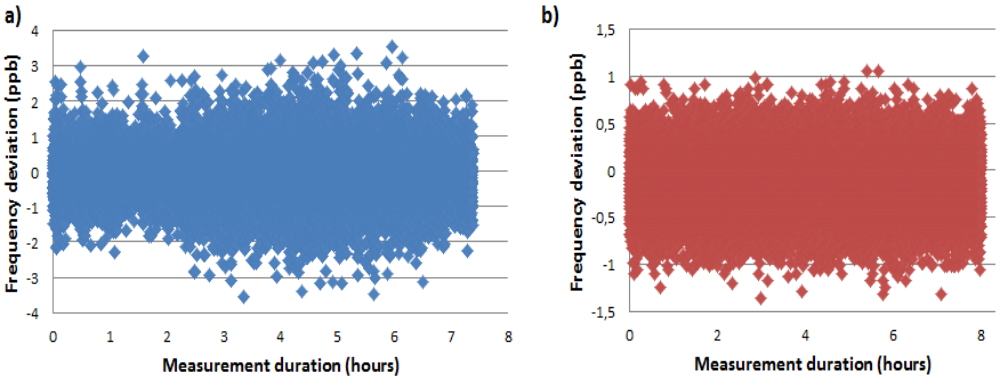 a)
4
3
2
1
0
-1
-2
-3
-4
Frequency deviation (ppb)
0 1 2 3 4 5 6 7 8
Measurement duration (hours)
b)
1,5
1
0,5
0
-0,5
-1
-1,5
Frequency deviation (ppb)
0 2 4 6 8
Measurement duration (hours)